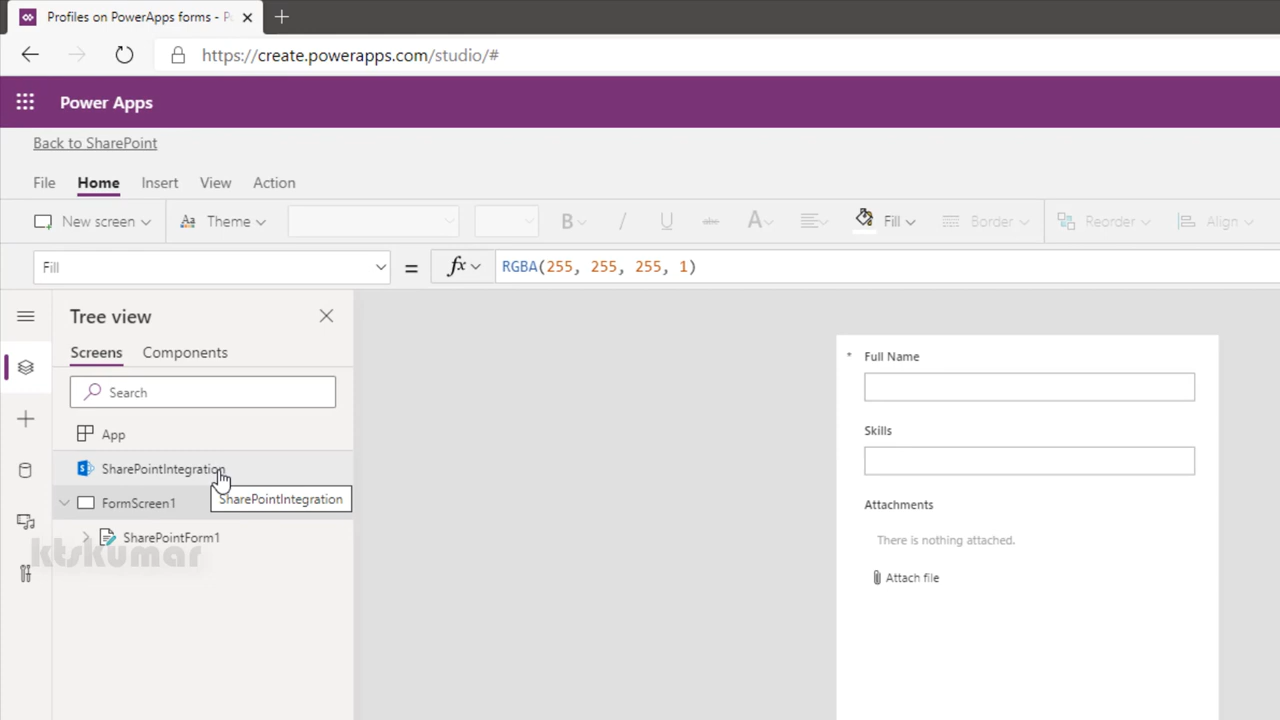 Profiles on PowerApps forms - P
https://create.powerapps.com/studio/#
Power Apps
Back to SharePoint
File Home Insert View Action
New screen Theme B / U abc A Fill Border Reorder Align
Fill = fx RGBA(255, 255, 255, 1)
Tree view
Screens Components
Search
App
SharePointIntegration
SharePointIntegration
FormScreen1
SharePointForm1
ktskumar
* Full Name
Skills
Attachments
There is nothing attached.
Attach file